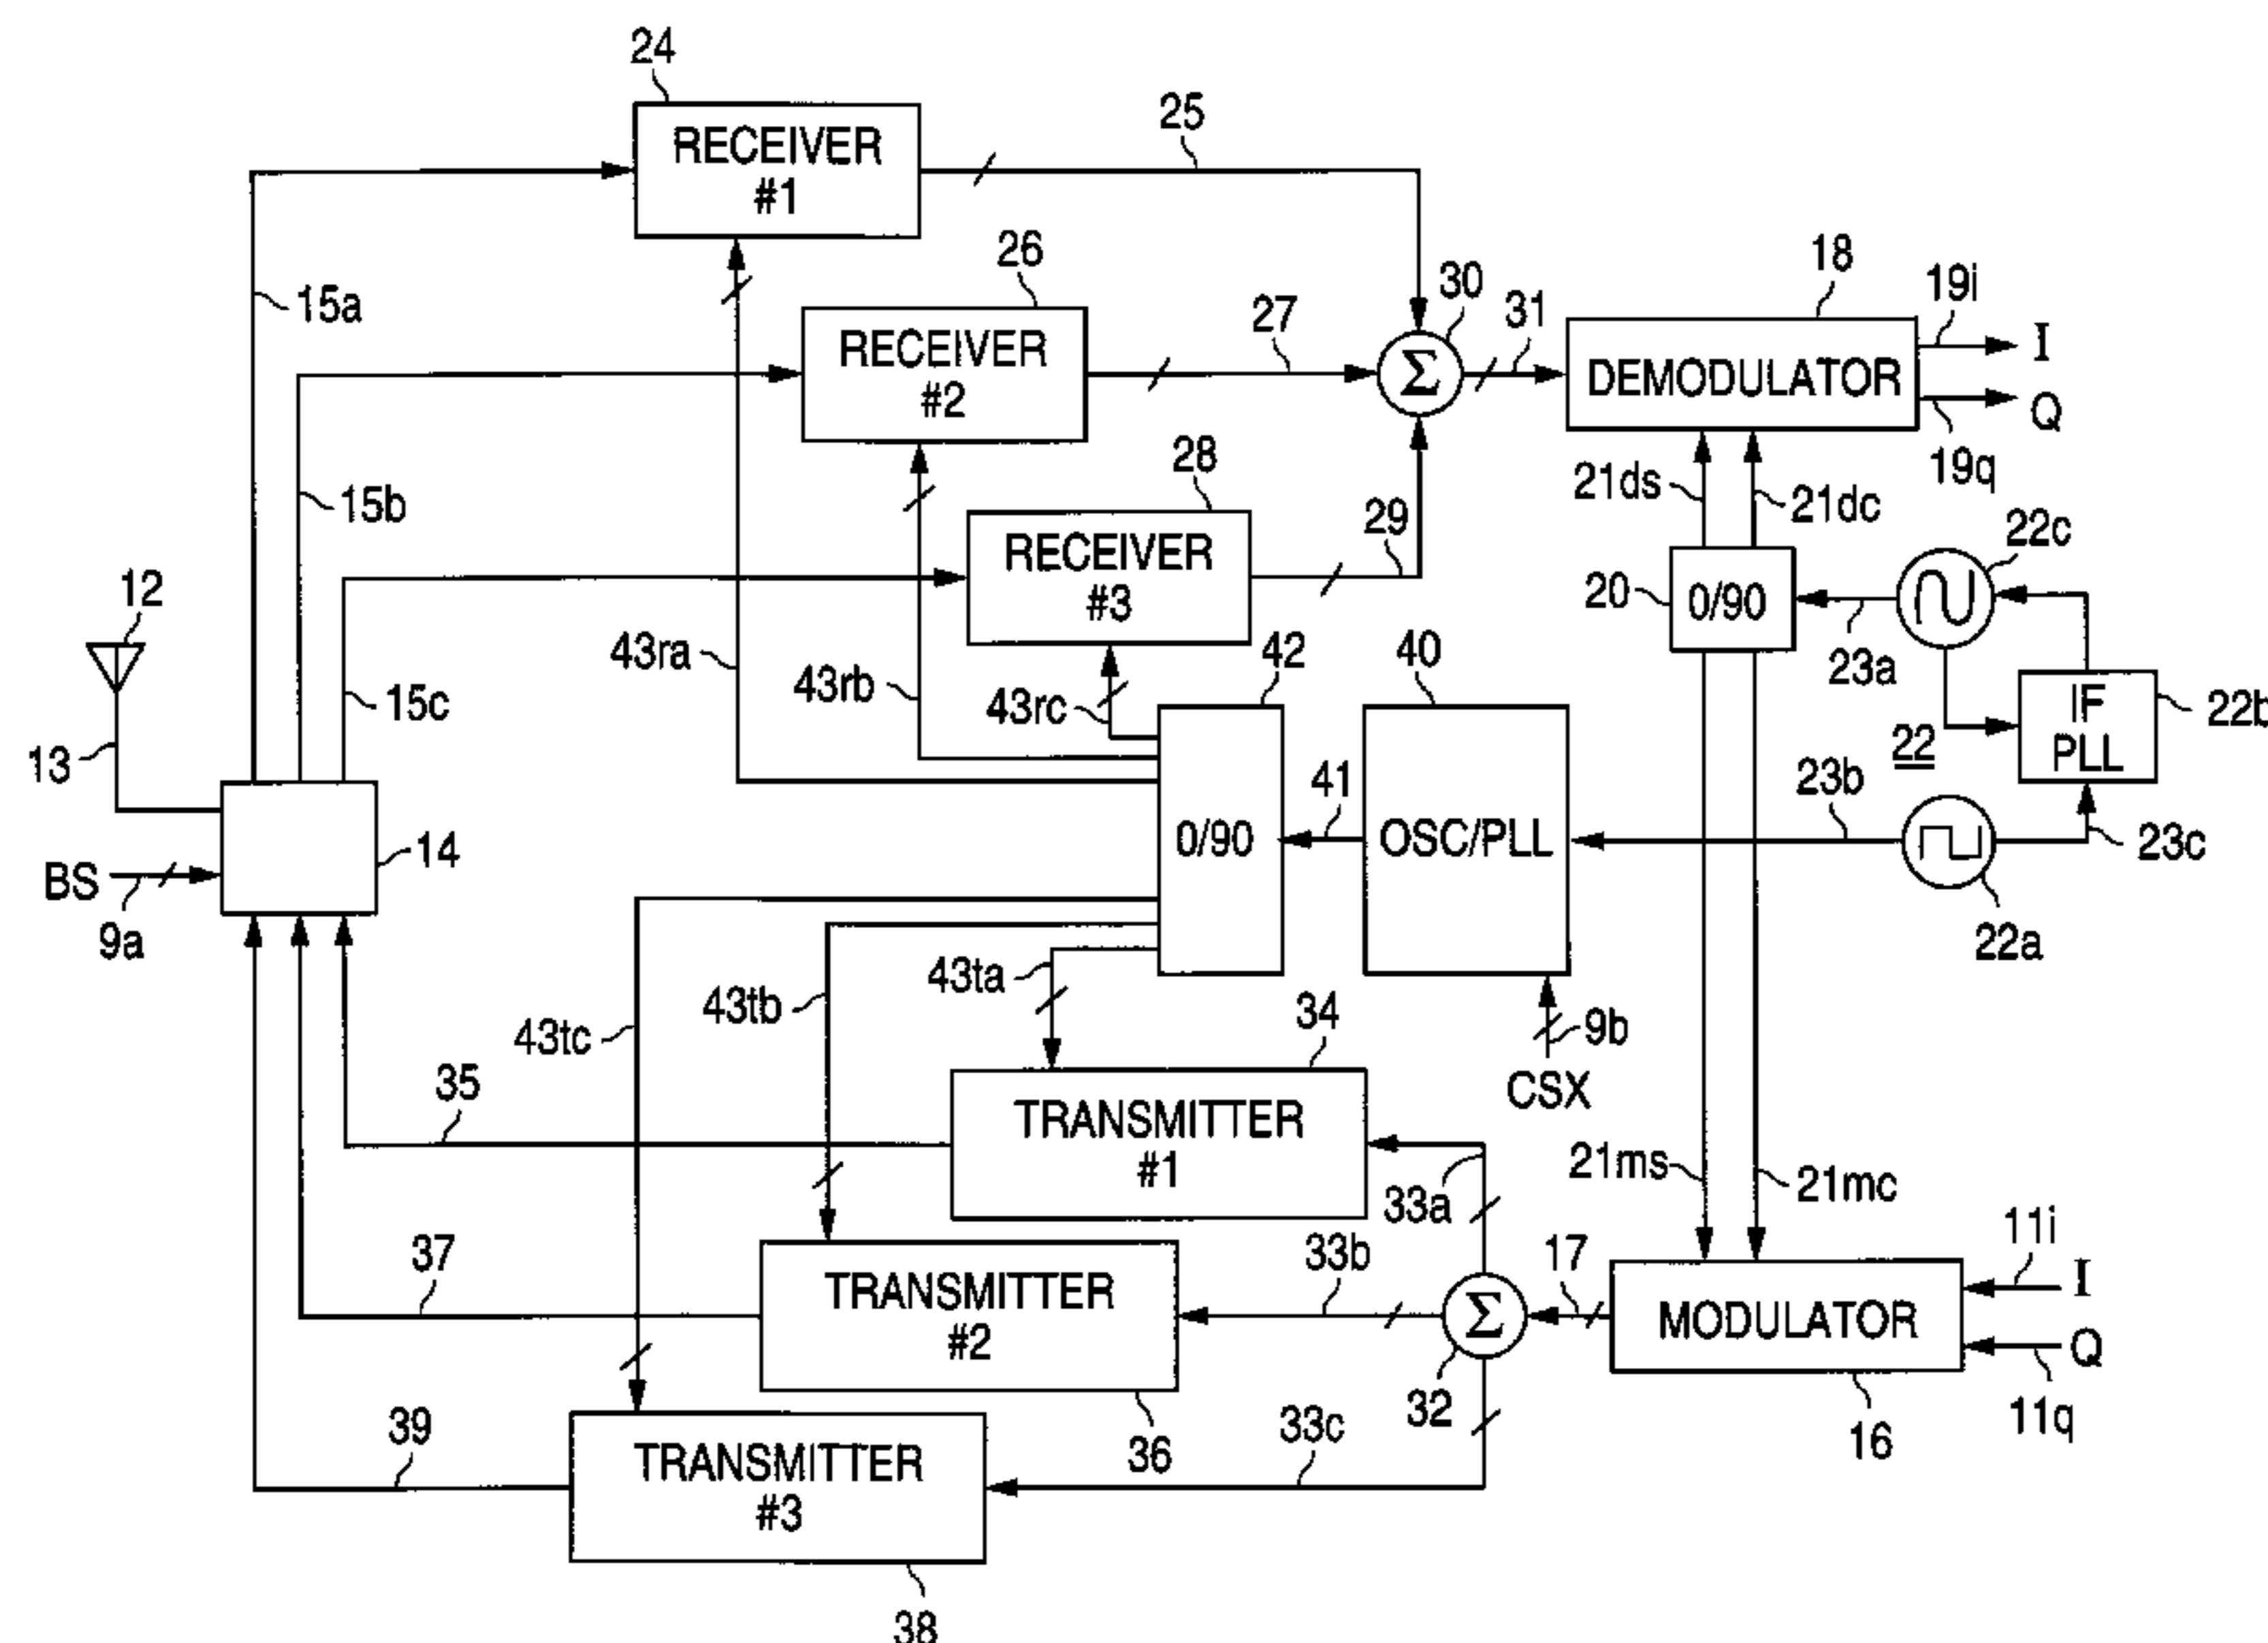 24
RECEIVER
#1
25
15a
26
RECEIVER
#2
27
30
31
18
DEMODULATOR
19i
I
Q
19q
15b
28
RECEIVER
#3
29
21ds
21dc
22c
20
0/90
23a
IF
PLL
22b
22
12
13
15c
43ra
43rb
43rc
42
0/90
41
40
OSC/PLL
23b
23c
22a
BS
9a
14
43tc
43tb
43ta
9b
CSX
34
TRANSMITTER
#1
35
33a
21ms
21mc
37
TRANSMITTER
#2
36
33b
Σ
Σ
32
17
MODULATOR
16
11i
I
Q
11q
39
TRANSMITTER
#3
38
33c